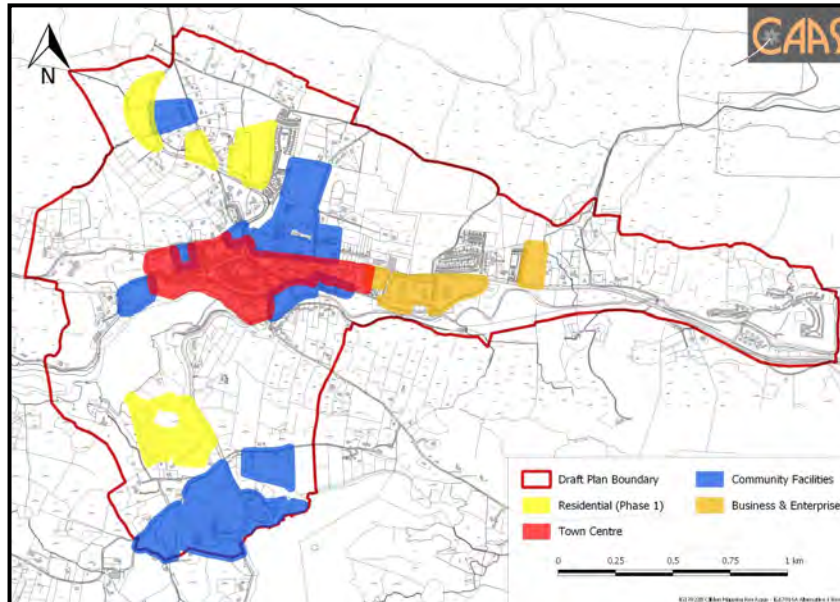 CAAS
N
Draft Plan Boundary
Community Facilities
Residential (Phase 1)
Business & Enterprise
Town Centre
0 0.25 0.5 0.75 1 km